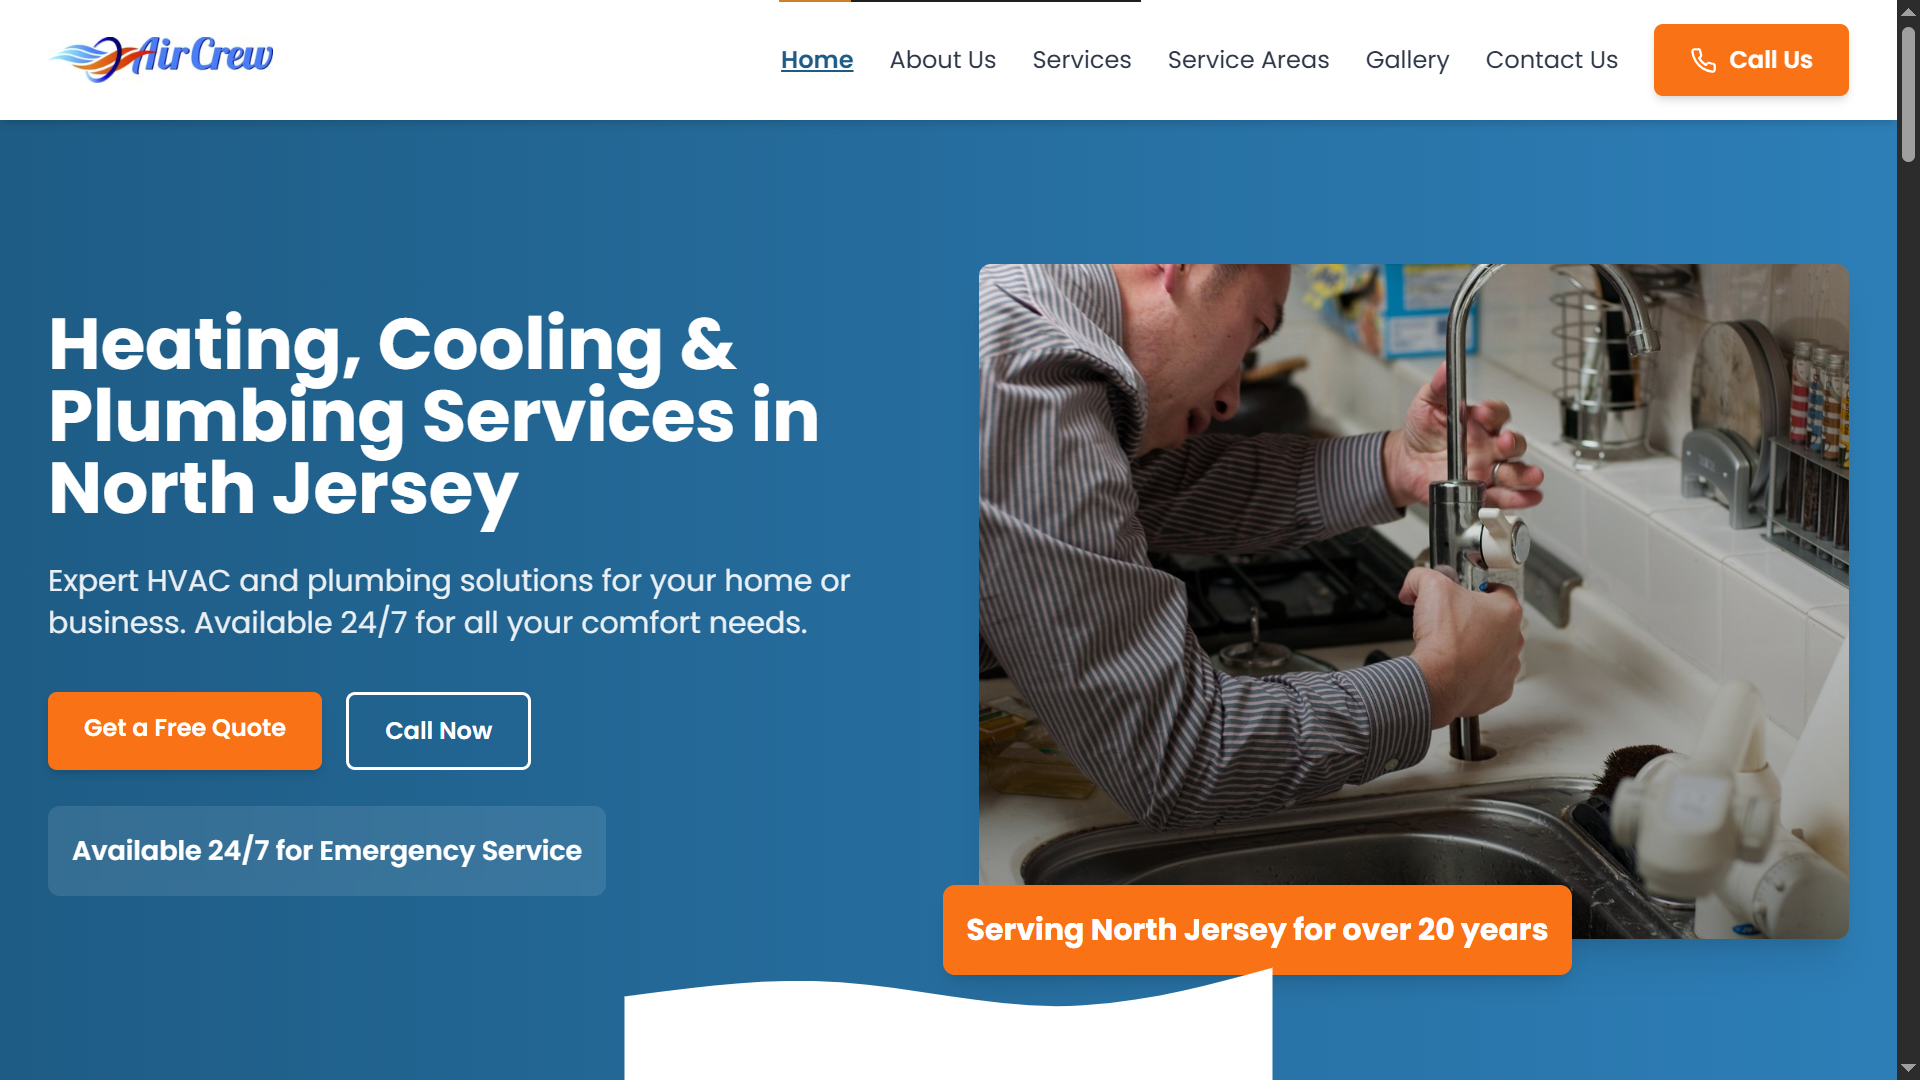 AirCrew
Home
About Us
Services
Service Areas
Gallery
Contact Us
Call Us
Heating, Cooling &
Plumbing Services in
North Jersey
Expert HVAC and plumbing solutions for your home or
business. Available 24/7 for all your comfort needs.
Get a Free Quote
Call Now
Available 24/7 for Emergency Service
Serving North Jersey for over 20 years